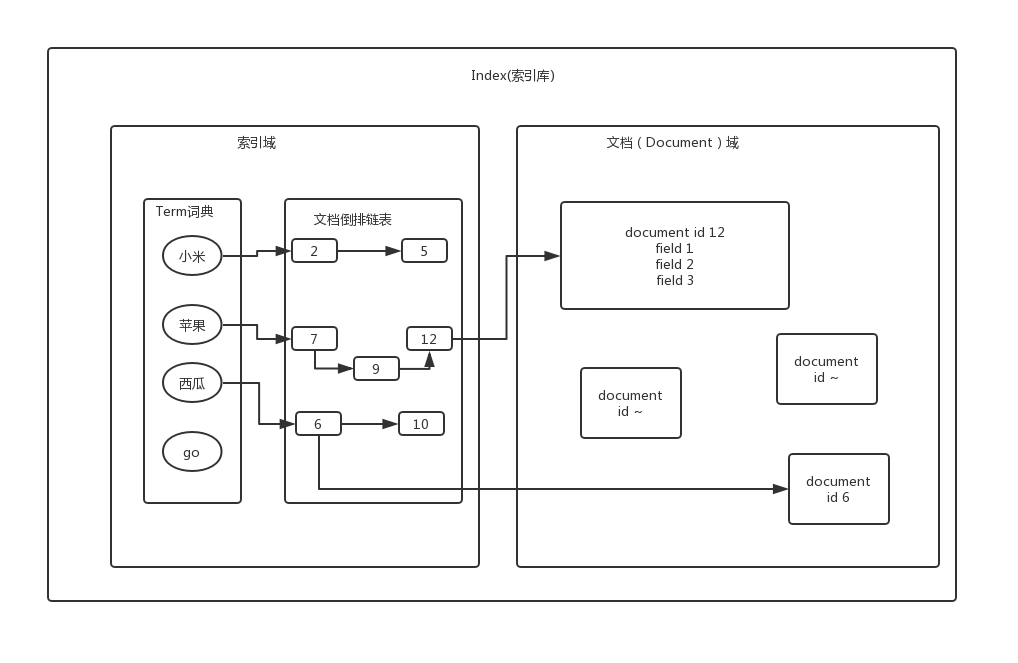 Index(索引库)
索引域
Term词典
小米
苹果
西瓜
go
文档倒排链表
2
5
7
12
9
6
10
文档 ( Document ) 域
document id 12
field 1
field 2
field 3
document
id ~
document
id ~
document
id 6